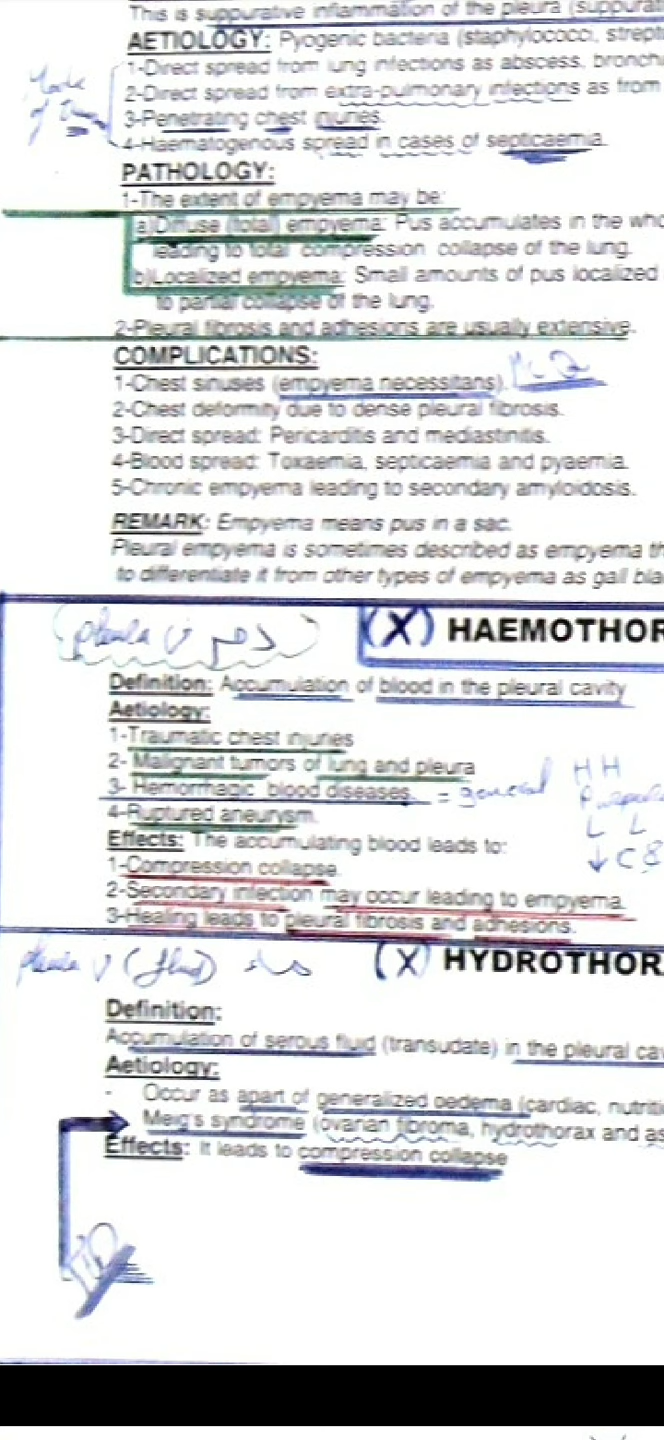 This is suppurative inflammation of the pleura (suppurati
AETIOLOGY: Pyogenic bacteria (staphylococci, strept
1-Direct spread from lung infections as abscess, bronchi
2-Direct spread from extra-pulmonary infections as from
3-Penetrating chest injuries.
4-Haematogenous spread in cases of septicaemia.
PATHOLOGY:
1-The extent of empyema may be:
a)Diffuse (total) empyema: Pus accumulates in the who
leading to total compression collapse of the lung.
b)Localized empyema: Small amounts of pus localized
to partial collapse of the lung.
2-Pleural fibrosis and adhesions are usually extensive.
COMPLICATIONS:
1-Chest sinuses (empyema necessitans). MCQ
2-Chest deformity due to dense pleural fibrosis.
3-Direct spread: Pericarditis and mediastinitis.
4-Blood spread: Toxaemia, septicaemia and pyaemia.
5-Chronic empyema leading to secondary amyloidosis.
REMARK: Empyema means pus in a sac.
Pleural empyema is sometimes described as empyema th
to differentiate it from other types of empyema as gall bla
(X) HAEMOTHOR
Definition: Accumulation of blood in the pleural cavity
Aetiology:
1-Traumatic chest injuries
2- Malignant tumors of lung and pleura
3- Hemorrhagic blood diseases. = general H H
4-Ruptured aneurysm. L L
Effects: The accumulating blood leads to:
1-Compression collapse.
2-Secondary infection may occur leading to empyema.
3-Healing leads to pleural fibrosis and adhesions.
(fluid) (X) HYDROTHORA
Definition:
Accumulation of serous fluid (transudate) in the pleural cav
Aetiology:
- Occur as apart of generalized oedema (cardiac, nutriti
Meig's syndrome (ovarian fibroma, hydrothorax and as
Effects: It leads to compression collapse